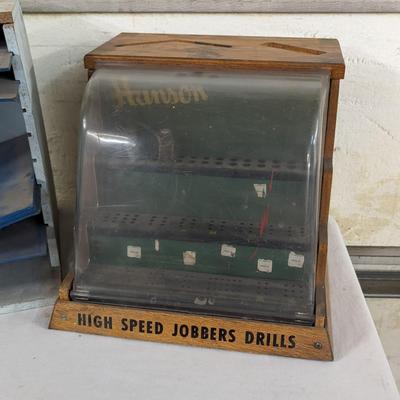 Hanson
HIGH SPEED JOBBERS DRILLS